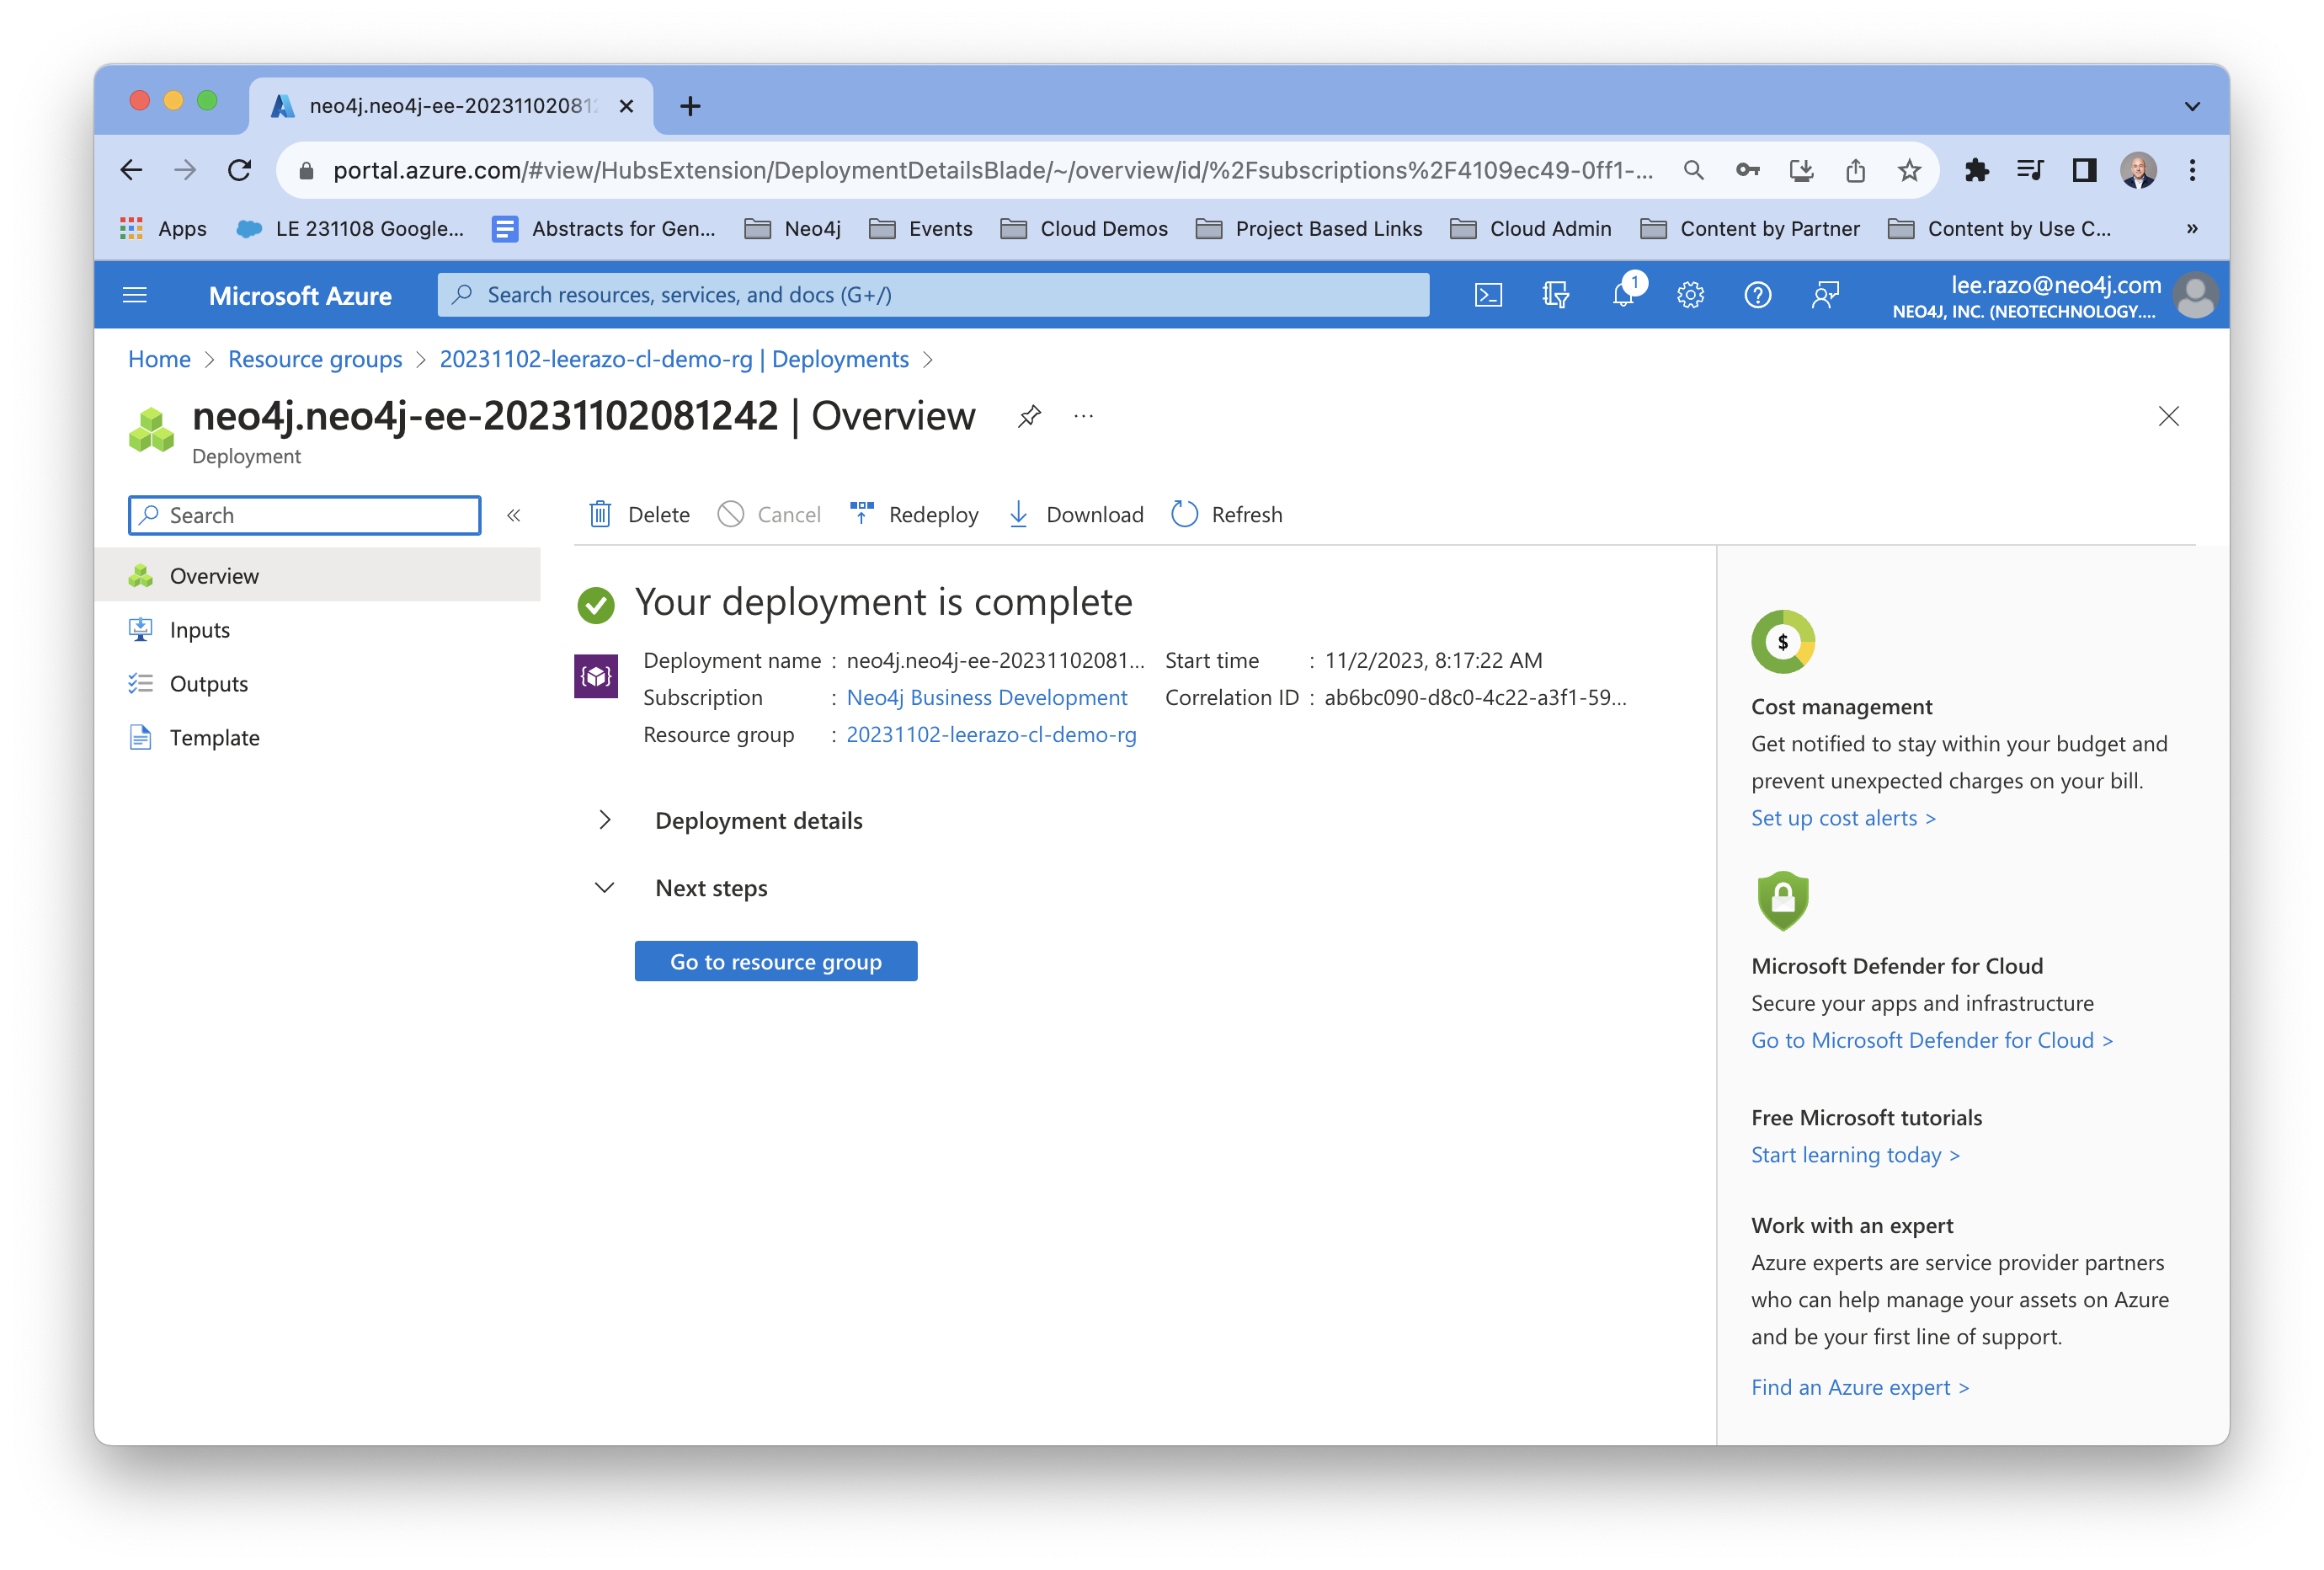 neo4j.neo4j-ee-202311020812
portal.azure.com/#view/HubsExtension/DeploymentDetailsBlade/~/overview/id/%2Fsubscriptions%2F4109ec49-0ff1-...
Apps LE 231108 Google... Abstracts for Gen... Neo4j Events Cloud Demos Project Based Links Cloud Admin Content by Partner Content by Use C... »
Microsoft Azure Search resources, services, and docs (G+/) 1 lee.razo@neo4j.com
NEO4J, INC. (NEOTECHNOLOGY....
Home > Resource groups > 20231102-leerazo-cl-demo-rg | Deployments >
neo4j.neo4j-ee-20231102081242 | Overview ...
Deployment
Search «
Overview
Inputs
Outputs
Template
Delete Cancel Redeploy Download Refresh
Your deployment is complete
Deployment name : neo4j.neo4j-ee-20231102081... Start time : 11/2/2023, 8:17:22 AM
Subscription : Neo4j Business Development Correlation ID : ab6bc090-d8c0-4c22-a3f1-59...
Resource group : 20231102-leerazo-cl-demo-rg
Deployment details
Next steps
Go to resource group
$
Cost management
Get notified to stay within your budget and
prevent unexpected charges on your bill.
Set up cost alerts >
Microsoft Defender for Cloud
Secure your apps and infrastructure
Go to Microsoft Defender for Cloud >
Free Microsoft tutorials
Start learning today >
Work with an expert
Azure experts are service provider partners
who can help manage your assets on Azure
and be your first line of support.
Find an Azure expert >